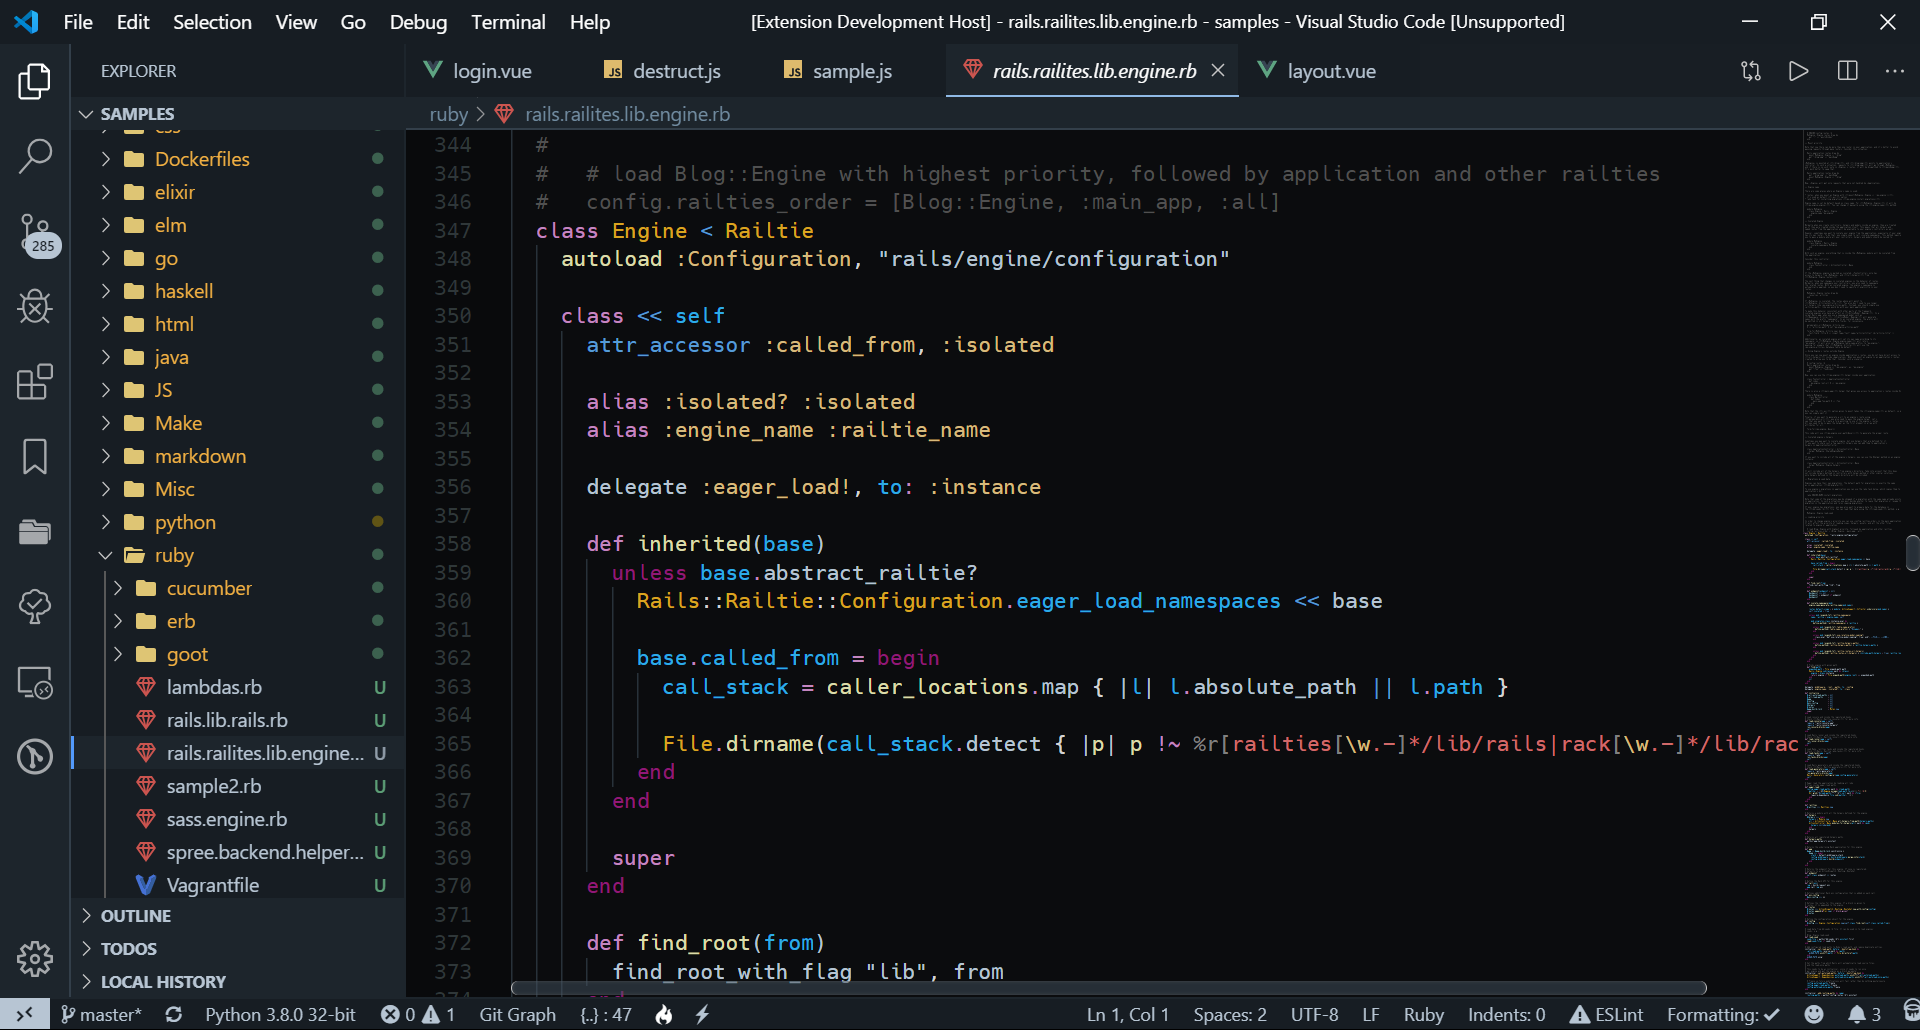 File Edit Selection View Go Debug Terminal Help
[Extension Development Host] - rails.railites.lib.engine.rb - samples - Visual Studio Code [Unsupported]
EXPLORER
login.vue
JS destruct.js
JS sample.js
rails.railites.lib.engine.rb
layout.vue
SAMPLES
css
Dockerfiles
elixir
elm
go
haskell
html
java
JS
Make
markdown
Misc
python
ruby
cucumber
erb
goot
lambdas.rb U
rails.lib.rails.rb U
rails.railites.lib.engine... U
sample2.rb U
sass.engine.rb U
spree.backend.helper... U
Vagrantfile U
OUTLINE
TODOS
LOCAL HISTORY
285
ruby > rails.railites.lib.engine.rb
344 #
345 #   # load Blog::Engine with highest priority, followed by application and other railties
346 #   config.railties_order = [Blog::Engine, :main_app, :all]
347 class Engine < Railtie
348 autoload :Configuration, "rails/engine/configuration"
349
350 class << self
351 attr_accessor :called_from, :isolated
352
353 alias :isolated? :isolated
354 alias :engine_name :railtie_name
355
356 delegate :eager_load!, to: :instance
357
358 def inherited(base)
359 unless base.abstract_railtie?
360 Rails::Railtie::Configuration.eager_load_namespaces << base
361
362 base.called_from = begin
363 call_stack = caller_locations.map { |l| l.absolute_path || l.path }
364
365 File.dirname(call_stack.detect { |p| p !~ %r[railties[\w.-]*/lib/rails|rack[\w.-]*/lib/rac
366 end
367 end
368
369 super
370 end
371
372 def find_root(from)
373 find_root_with_flag "lib", from
374 end
master* Python 3.8.0 32-bit 0 1 Git Graph {..} : 47 Ln 1, Col 1 Spaces: 2 UTF-8 LF Ruby Indents: 0 ESLint Formatting: ✓ 3